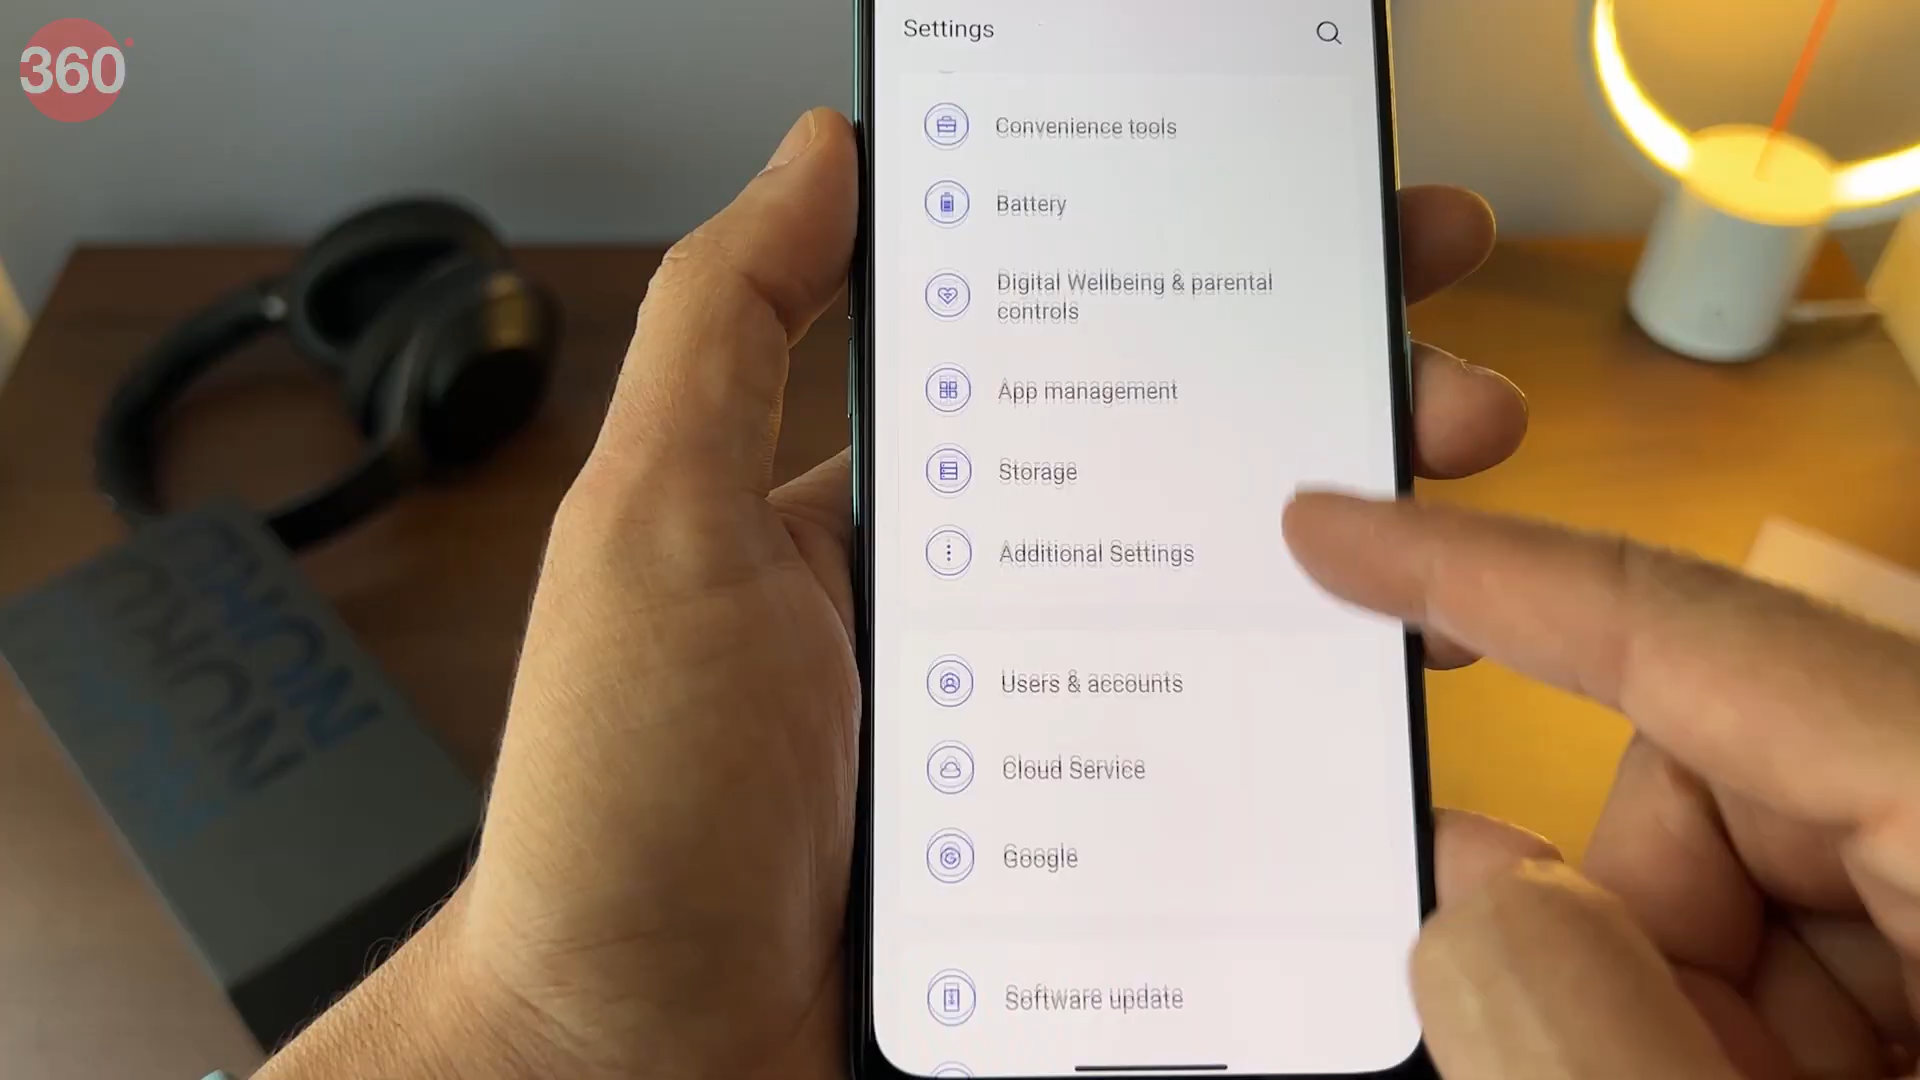 360
Settings
Convenience tools
Battery
Digital Wellbeing & parental
controls
App management
Storage
Additional Settings
Users & accounts
Cloud Service
Google
Software update